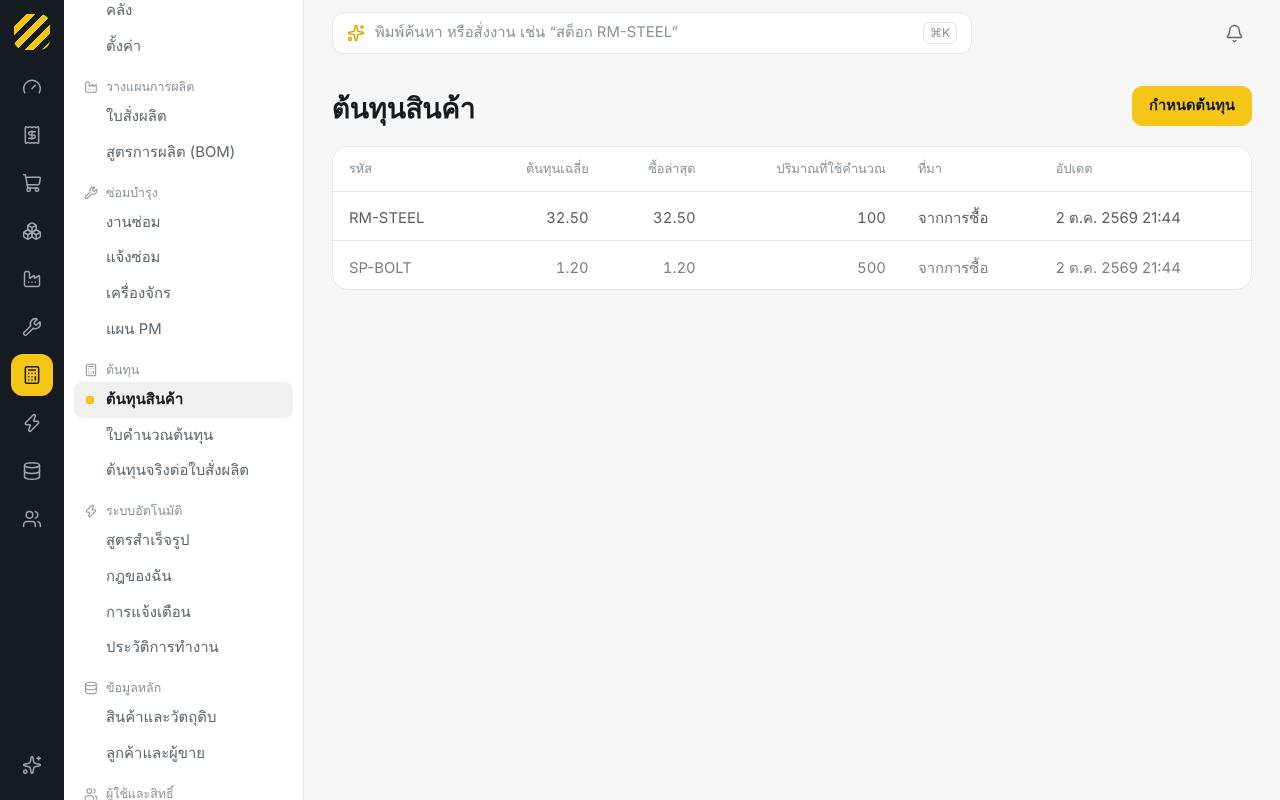 คลัง
ตั้งค่า
วางแผนการผลิต
ใบสั่งผลิต
สูตรการผลิต (BOM)
ซ่อมบำรุง
งานซ่อม
แจ้งซ่อม
เครื่องจักร
แผน PM
ต้นทุน
ต้นทุนสินค้า
ใบคำนวณต้นทุน
ต้นทุนจริงต่อใบสั่งผลิต
ระบบอัตโนมัติ
สูตรสำเร็จรูป
กฎของฉัน
การแจ้งเตือน
ประวัติการทำงาน
ข้อมูลหลัก
สินค้าและวัตถุดิบ
ลูกค้าและผู้ขาย
ผู้ใช้และสิทธิ์
พิมพ์ค้นหา หรือสั่งงาน เช่น “สต็อก RM-STEEL” ⌘K
ต้นทุนสินค้า กำหนดต้นทุน
รหัส ต้นทุนเฉลี่ย ซื้อล่าสุด ปริมาณที่ใช้คำนวณ ที่มา อัปเดต
RM-STEEL 32.50 32.50 100 จากการซื้อ 2 ต.ค. 2569 21:44
SP-BOLT 1.20 1.20 500 จากการซื้อ 2 ต.ค. 2569 21:44